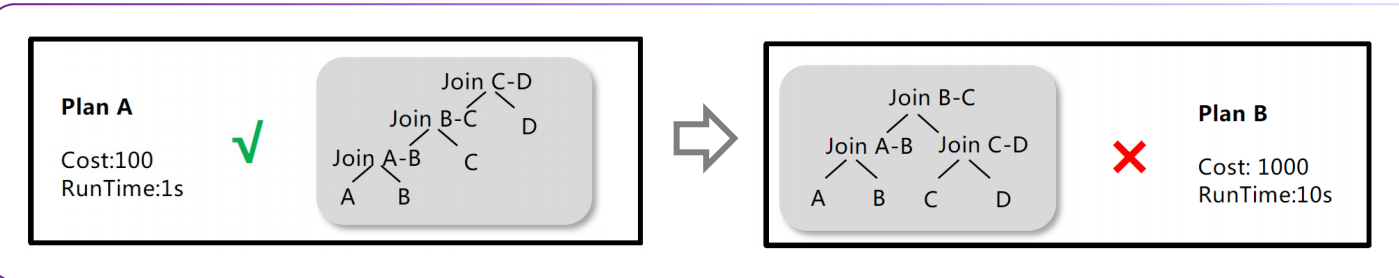 Plan A
Cost:100
RunTime:1s
√
Join C-D
Join B-C
D
Join A-B
C
A
B
Join B-C
Join A-B
Join C-D
A
B
C
D
Plan B
Cost: 1000
RunTime:10s